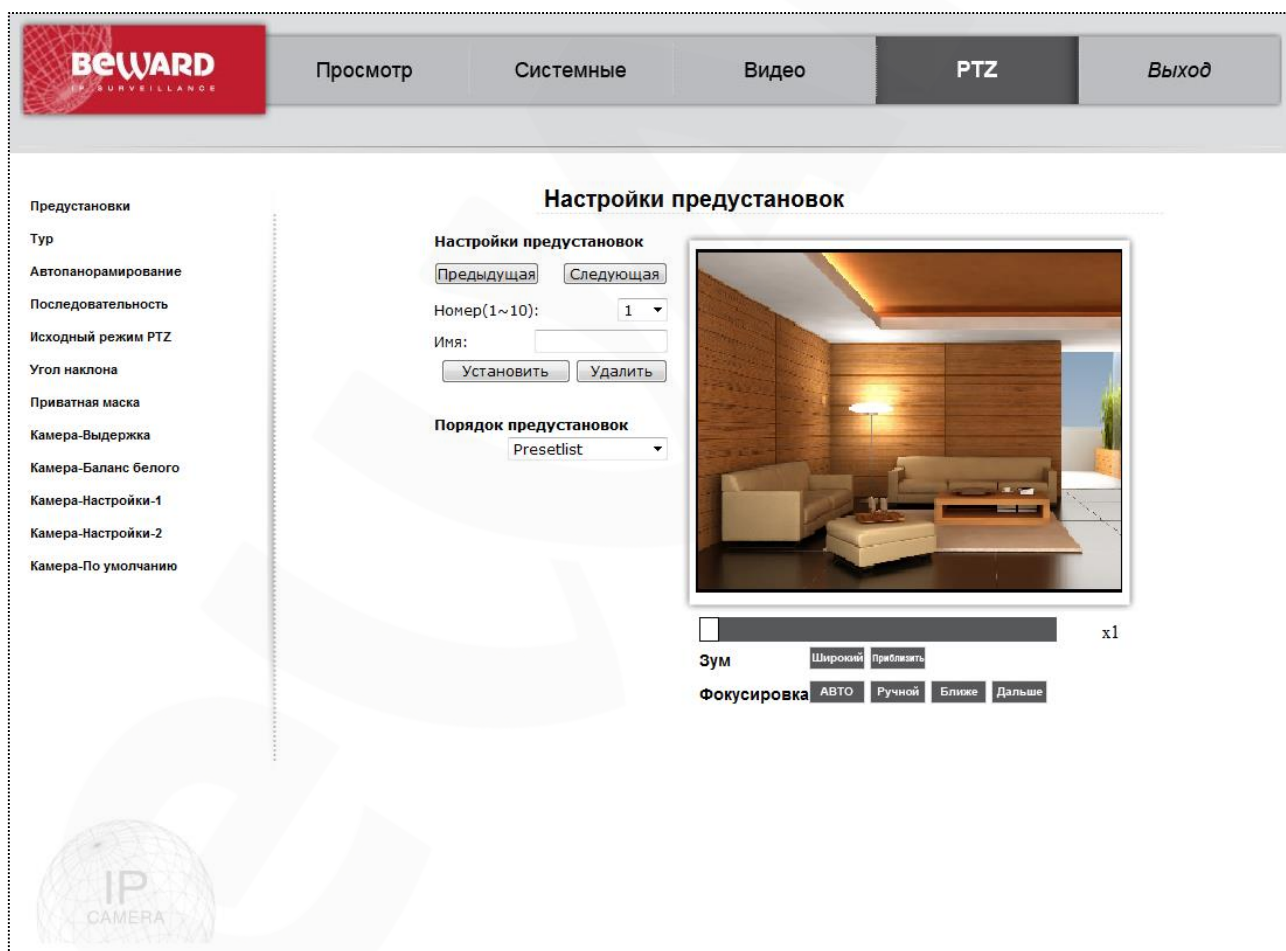 BEWARD
IP SURVEILLANCE
Просмотр
Системные
Видео
PTZ
Выход
Предустановки
Тур
Автопанорамирование
Последовательность
Исходный режим PTZ
Угол наклона
Приватная маска
Камера-Выдержка
Камера-Баланс белого
Камера-Настройки-1
Камера-Настройки-2
Камера-По умолчанию
Настройки предустановок
Настройки предустановок
Предыдущая Следующая
Номер(1~10): 1
Имя:
Установить Удалить
Порядок предустановок
Presetlist
x1
Зум Широкий Приблизить
Фокусировка АВТО Ручной Ближе Дальше
IP
CAMERA